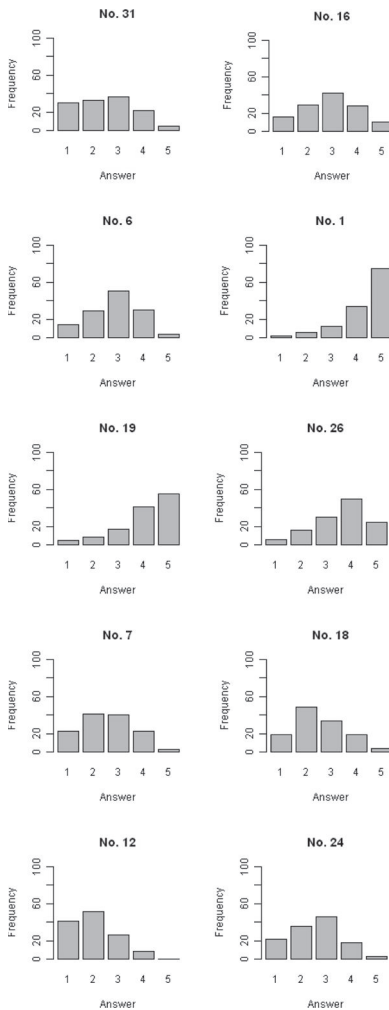 No. 31
Frequency
0 20 60 100
1 2 3 4 5
Answer
No. 16
Frequency
0 20 60 100
1 2 3 4 5
Answer
No. 6
Frequency
0 20 60 100
1 2 3 4 5
Answer
No. 1
Frequency
0 20 60 100
1 2 3 4 5
Answer
No. 19
Frequency
0 20 60 100
1 2 3 4 5
Answer
No. 26
Frequency
0 20 60 100
1 2 3 4 5
Answer
No. 7
Frequency
0 20 60 100
1 2 3 4 5
Answer
No. 18
Frequency
0 20 60 100
1 2 3 4 5
Answer
No. 12
Frequency
0 20 60 100
1 2 3 4 5
Answer
No. 24
Frequency
0 20 60 100
1 2 3 4 5
Answer